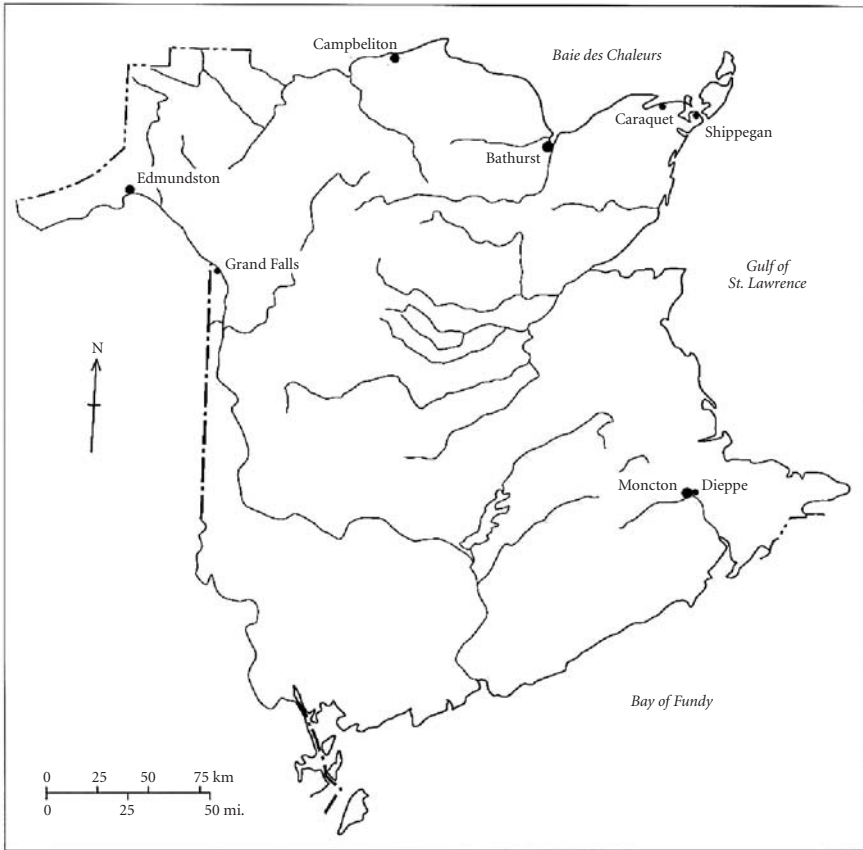 Campbeliton
Baie des Chaleurs
Caraquet
Shippegan
Bathurst
Edmundston
Grand Falls
Gulf of
St. Lawrence
N
Moncton
Dieppe
Bay of Fundy
0 25 50 75 km
0 25 50 mi.